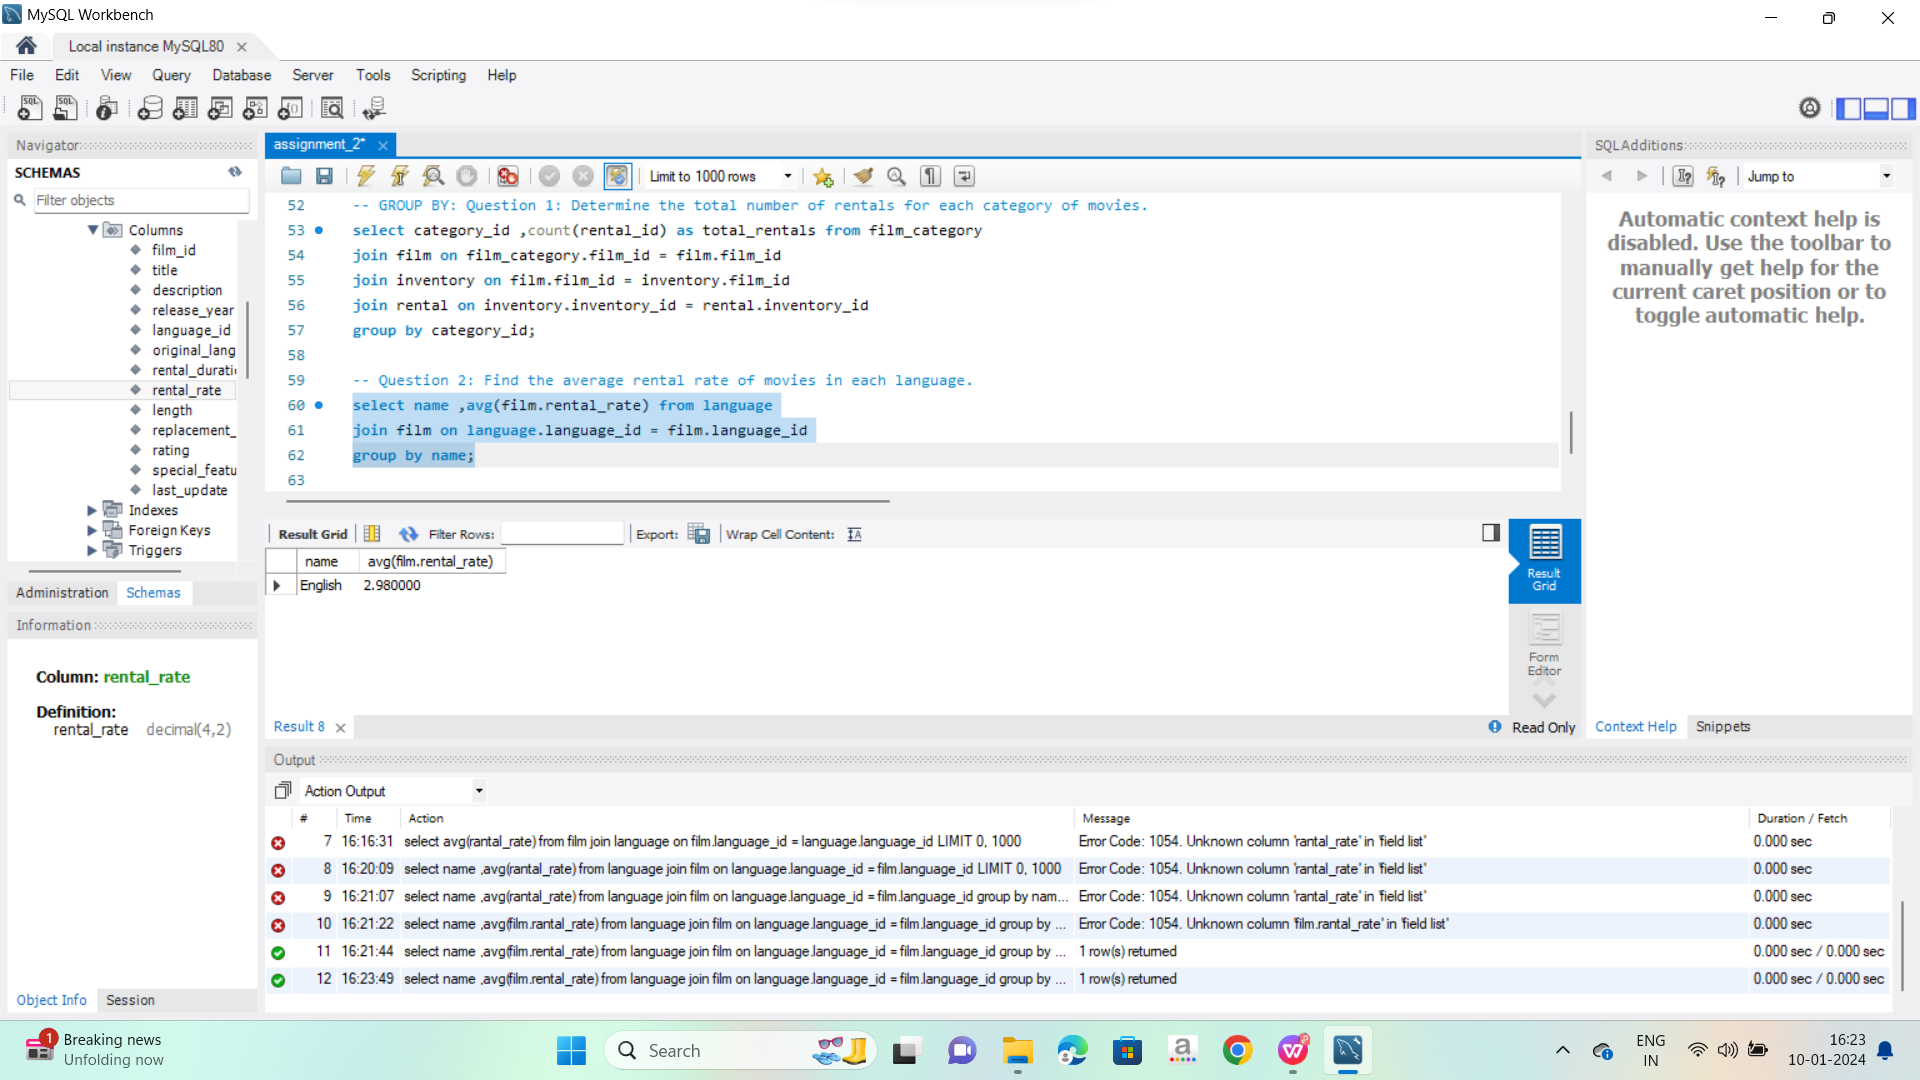 MySQL Workbench
Local instance MySQL80
File Edit View Query Database Server Tools Scripting Help
Navigator
SCHEMAS
Filter objects
Columns
film_id
title
description
release_year
language_id
original_lang
rental_durati
rental_rate
length
replacement_
rating
special_featu
last_update
Indexes
Foreign Keys
Triggers
Administration Schemas
Information
Column: rental_rate
Definition:
rental_rate decimal(4,2)
Object Info Session
assignment_2*
Limit to 1000 rows
52 -- GROUP BY: Question 1: Determine the total number of rentals for each category of movies.
53 select category_id ,count(rental_id) as total_rentals from film_category
54 join film on film_category.film_id = film.film_id
55 join inventory on film.film_id = inventory.film_id
56 join rental on inventory.inventory_id = rental.inventory_id
57 group by category_id;
58
59 -- Question 2: Find the average rental rate of movies in each language.
60 select name ,avg(film.rental_rate) from language
61 join film on language.language_id = film.language_id
62 group by name;
63
Result Grid Filter Rows: Export: Wrap Cell Content:
name avg(film.rental_rate)
English 2.980000
Result Grid
Form Editor
Result 8
Read Only
SQLAdditions
Jump to
Automatic context help is
disabled. Use the toolbar to
manually get help for the
current caret position or to
toggle automatic help.
Context Help Snippets
Output
Action Output
# Time Action Message Duration / Fetch
7 16:16:31 select avg(rantal_rate) from film join language on film.language_id = language.language_id LIMIT 0, 1000 Error Code: 1054. Unknown column 'rantal_rate' in 'field list' 0.000 sec
8 16:20:09 select name ,avg(rantal_rate) from language join film on language.language_id = film.language_id LIMIT 0, 1000 Error Code: 1054. Unknown column 'rantal_rate' in 'field list' 0.000 sec
9 16:21:07 select name ,avg(rantal_rate) from language join film on language.language_id = film.language_id group by nam... Error Code: 1054. Unknown column 'rantal_rate' in 'field list' 0.000 sec
10 16:21:22 select name ,avg(film.rantal_rate) from language join film on language.language_id = film.language_id group by ... Error Code: 1054. Unknown column 'film.rantal_rate' in 'field list' 0.000 sec
11 16:21:44 select name ,avg(film.rental_rate) from language join film on language.language_id = film.language_id group by ... 1 row(s) returned 0.000 sec / 0.000 sec
12 16:23:49 select name ,avg(film.rental_rate) from language join film on language.language_id = film.language_id group by ... 1 row(s) returned 0.000 sec / 0.000 sec
1
Breaking news
Unfolding now
Search
ENG
IN
16:23
10-01-2024